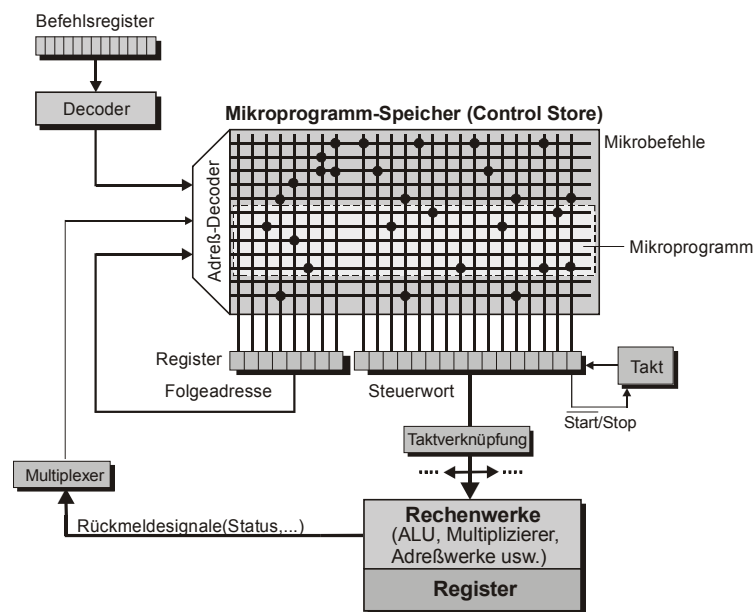 Befehlsregister
Decoder
Mikroprogramm-Speicher (Control Store)
Mikrobefehle
Adreß-Decoder
Mikroprogramm
Register
Takt
Folgeadresse
Steuerwort
Start/Stop
Taktverknüpfung
Multiplexer
Rückmeldesignale(Status,...)
Rechenwerke
(ALU, Multiplizierer,
Adreßwerke usw.)
Register